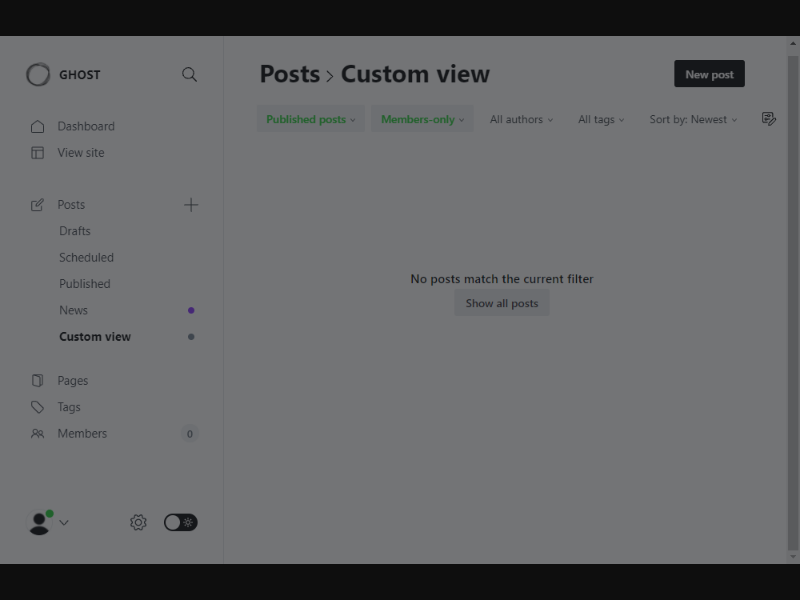 GHOST
Dashboard
View site
Posts
Drafts
Scheduled
Published
News
Custom view
Pages
Tags
Members
0
Posts > Custom view
New post
Published posts
Members-only
All authors
All tags
Sort by: Newest
No posts match the current filter
Show all posts